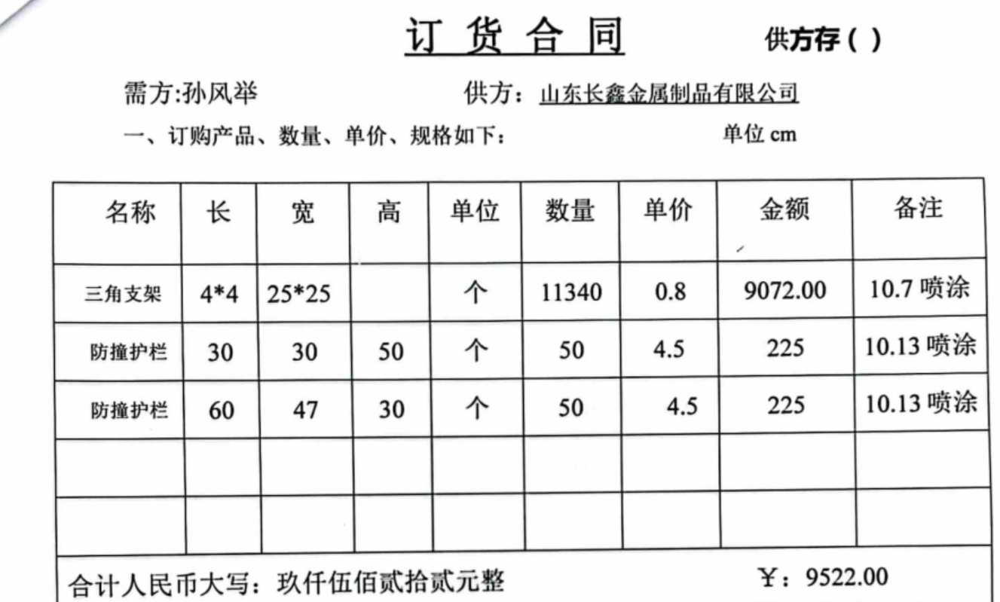 订货合同 供方存（ ）
需方:孙风举 供方：山东长鑫金属制品有限公司
一、订购产品、数量、单价、规格如下： 单位 cm
名称 长 宽 高 单位 数量 单价 金额 备注
三角支架 4*4 25*25 个 11340 0.8 9072.00 10.7 喷涂
防撞护栏 30 30 50 个 50 4.5 225 10.13 喷涂
防撞护栏 60 47 30 个 50 4.5 225 10.13 喷涂
合计人民币大写：玖仟伍佰贰拾贰元整 ￥：9522.00